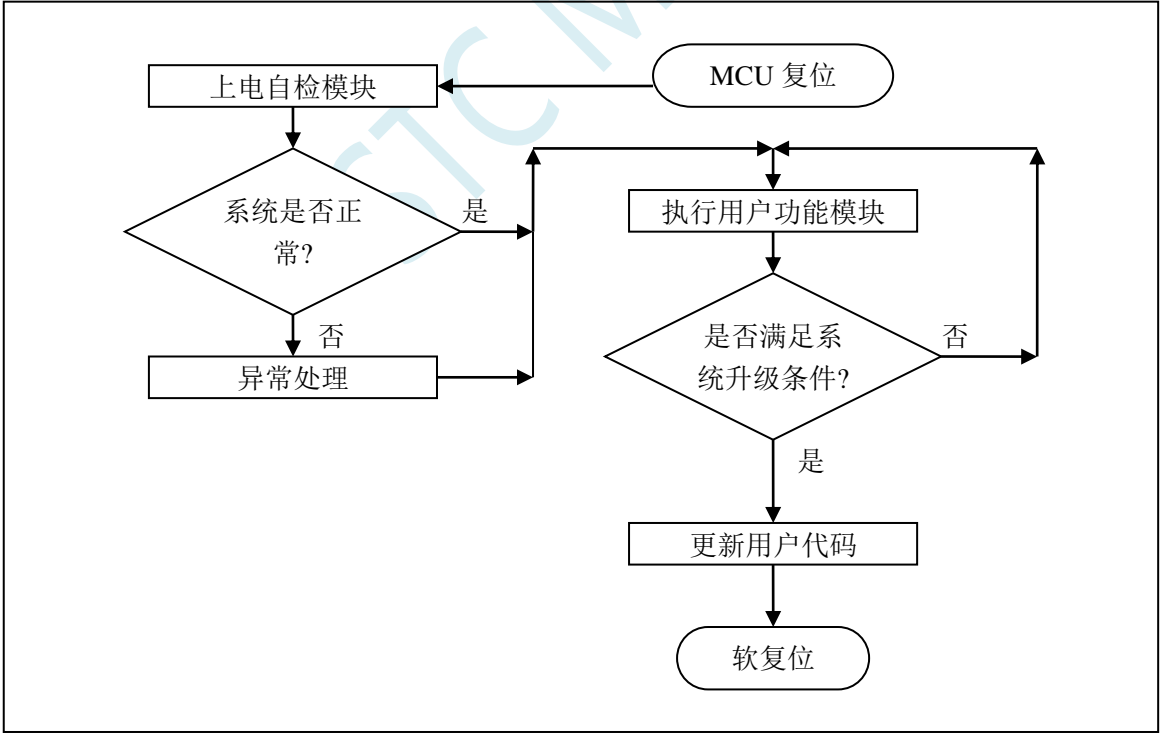 MCU 复位
上电自检模块
系统是否正
常?
是
否
异常处理
执行用户功能模块
是否满足系
统升级条件?
否
是
更新用户代码
软复位
STC M